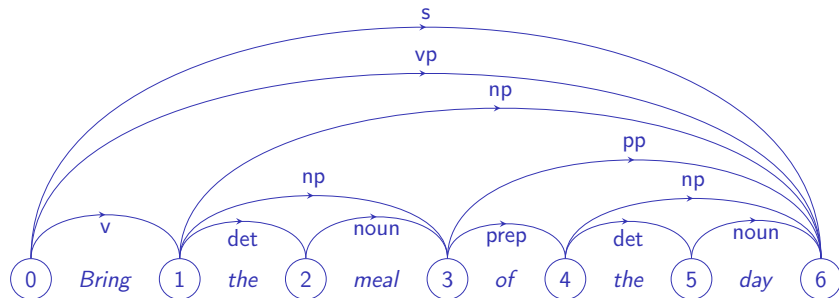 s
vp
np
pp
np
np
v
det
noun
prep
det
noun
0 Bring 1 the 2 meal 3 of 4 the 5 day 6